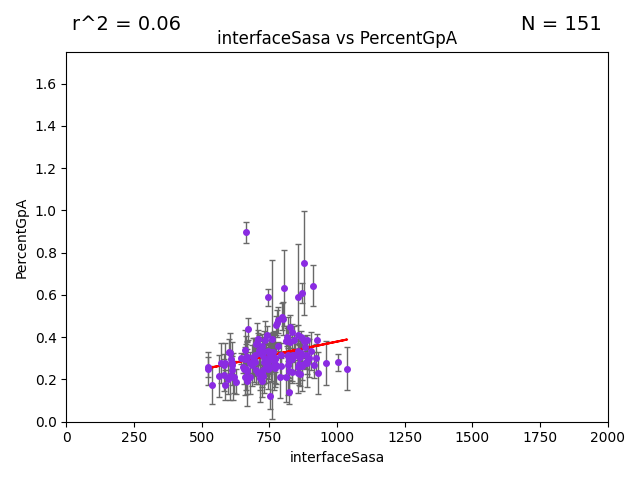 r^2 = 0.06
N = 151
interfaceSasa vs PercentGpA
PercentGpA
1.6
1.4
1.2
1.0
0.8
0.6
0.4
0.2
0.0
0 250 500 750 1000 1250 1500 1750 2000
interfaceSasa